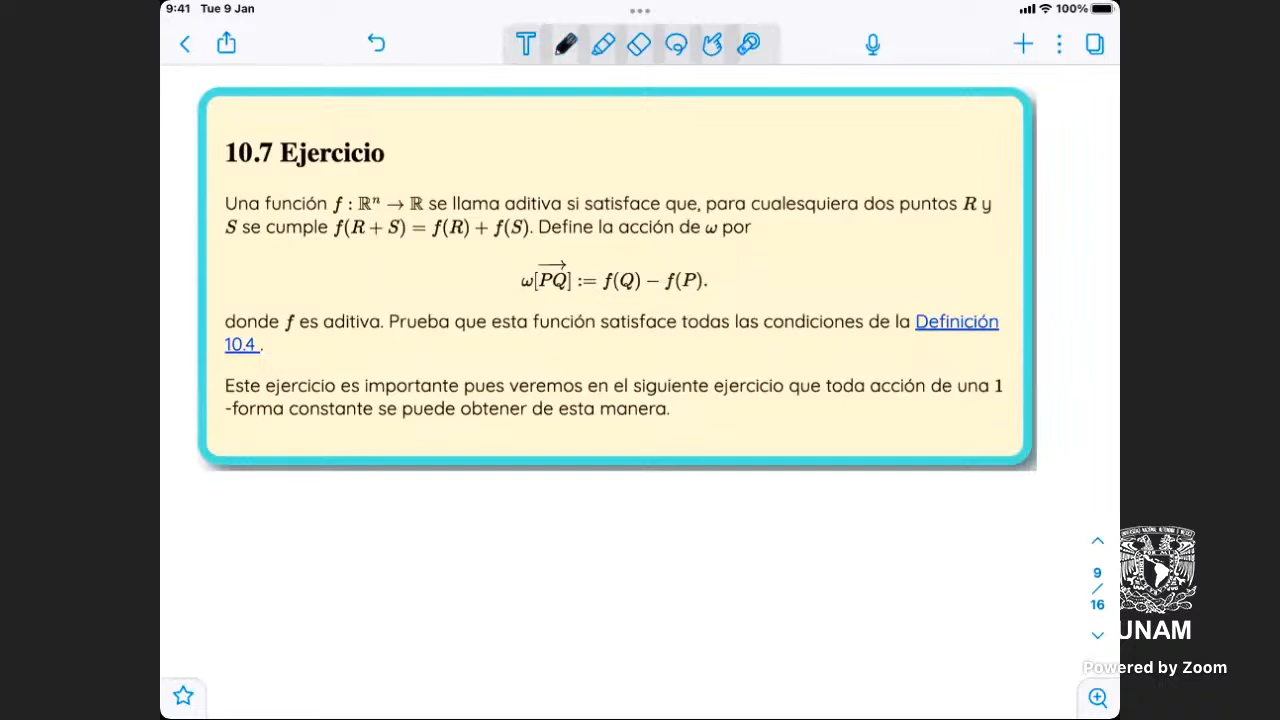 9:41 Tue 9 Jan
100%
T
10.7 Ejercicio
Una función f : ℝⁿ → ℝ se llama aditiva si satisface que, para cualesquiera dos puntos R y
S se cumple f(R + S) = f(R) + f(S). Define la acción de ω por
ω[\overrightarrow{PQ}] := f(Q) − f(P).
donde f es aditiva. Prueba que esta función satisface todas las condiciones de la Definición
10.4 .
Este ejercicio es importante pues veremos en el siguiente ejercicio que toda acción de una 1
-forma constante se puede obtener de esta manera.
9
/
16
UNAM
Powered by Zoom